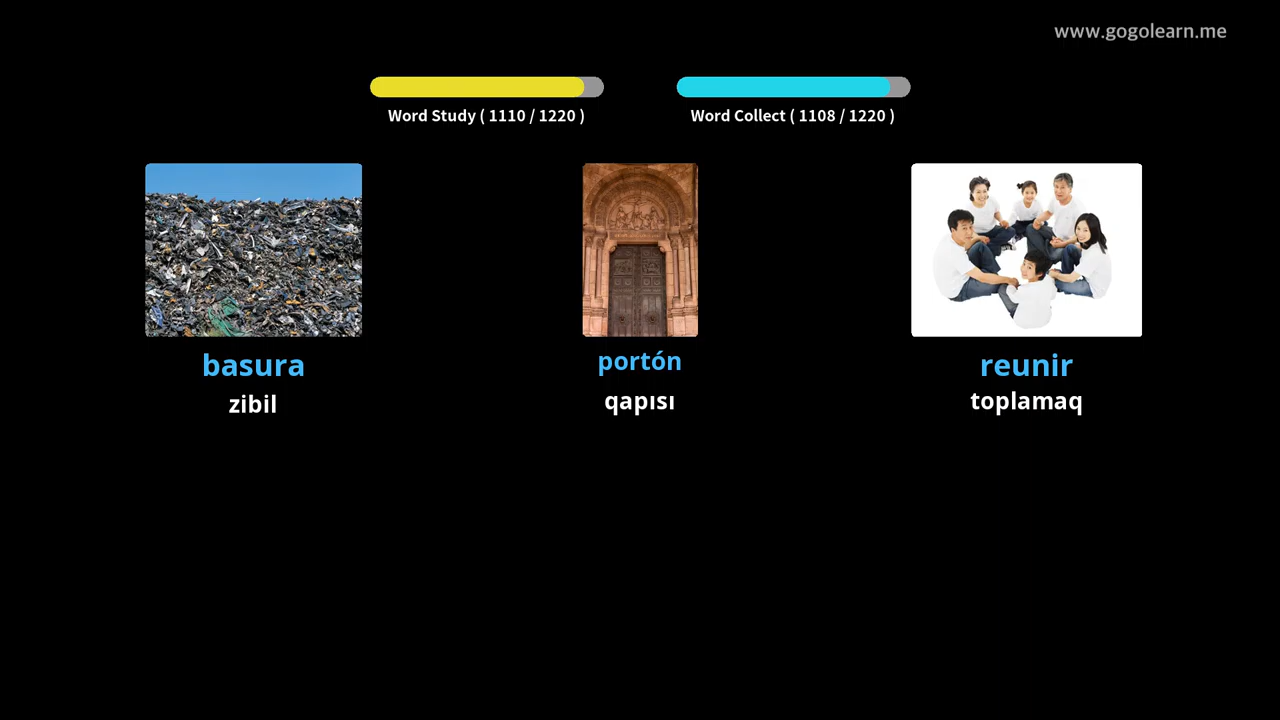 www.gogolearn.me
Word Study ( 1110 / 1220 )
Word Collect ( 1108 / 1220 )
basura
zibil
portón
qapısı
reunir
toplamaq